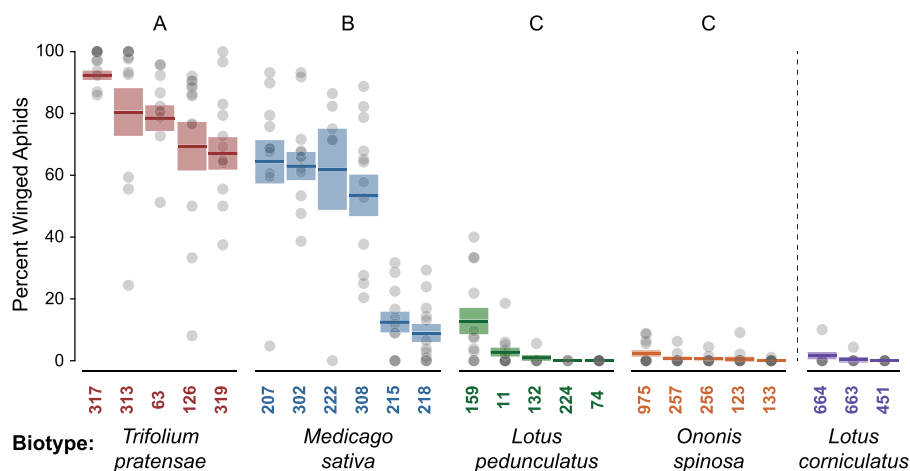 A B C C
Percent Winged Aphids
100
80
60
40
20
0
317 313 63 126 319 207 302 222 308 215 218 159 11 132 224 74 975 257 256 123 133 664 663 451
Biotype: Trifolium Medicago Lotus Ononis Lotus
pratensae sativa pedunculatus spinosa corniculatus